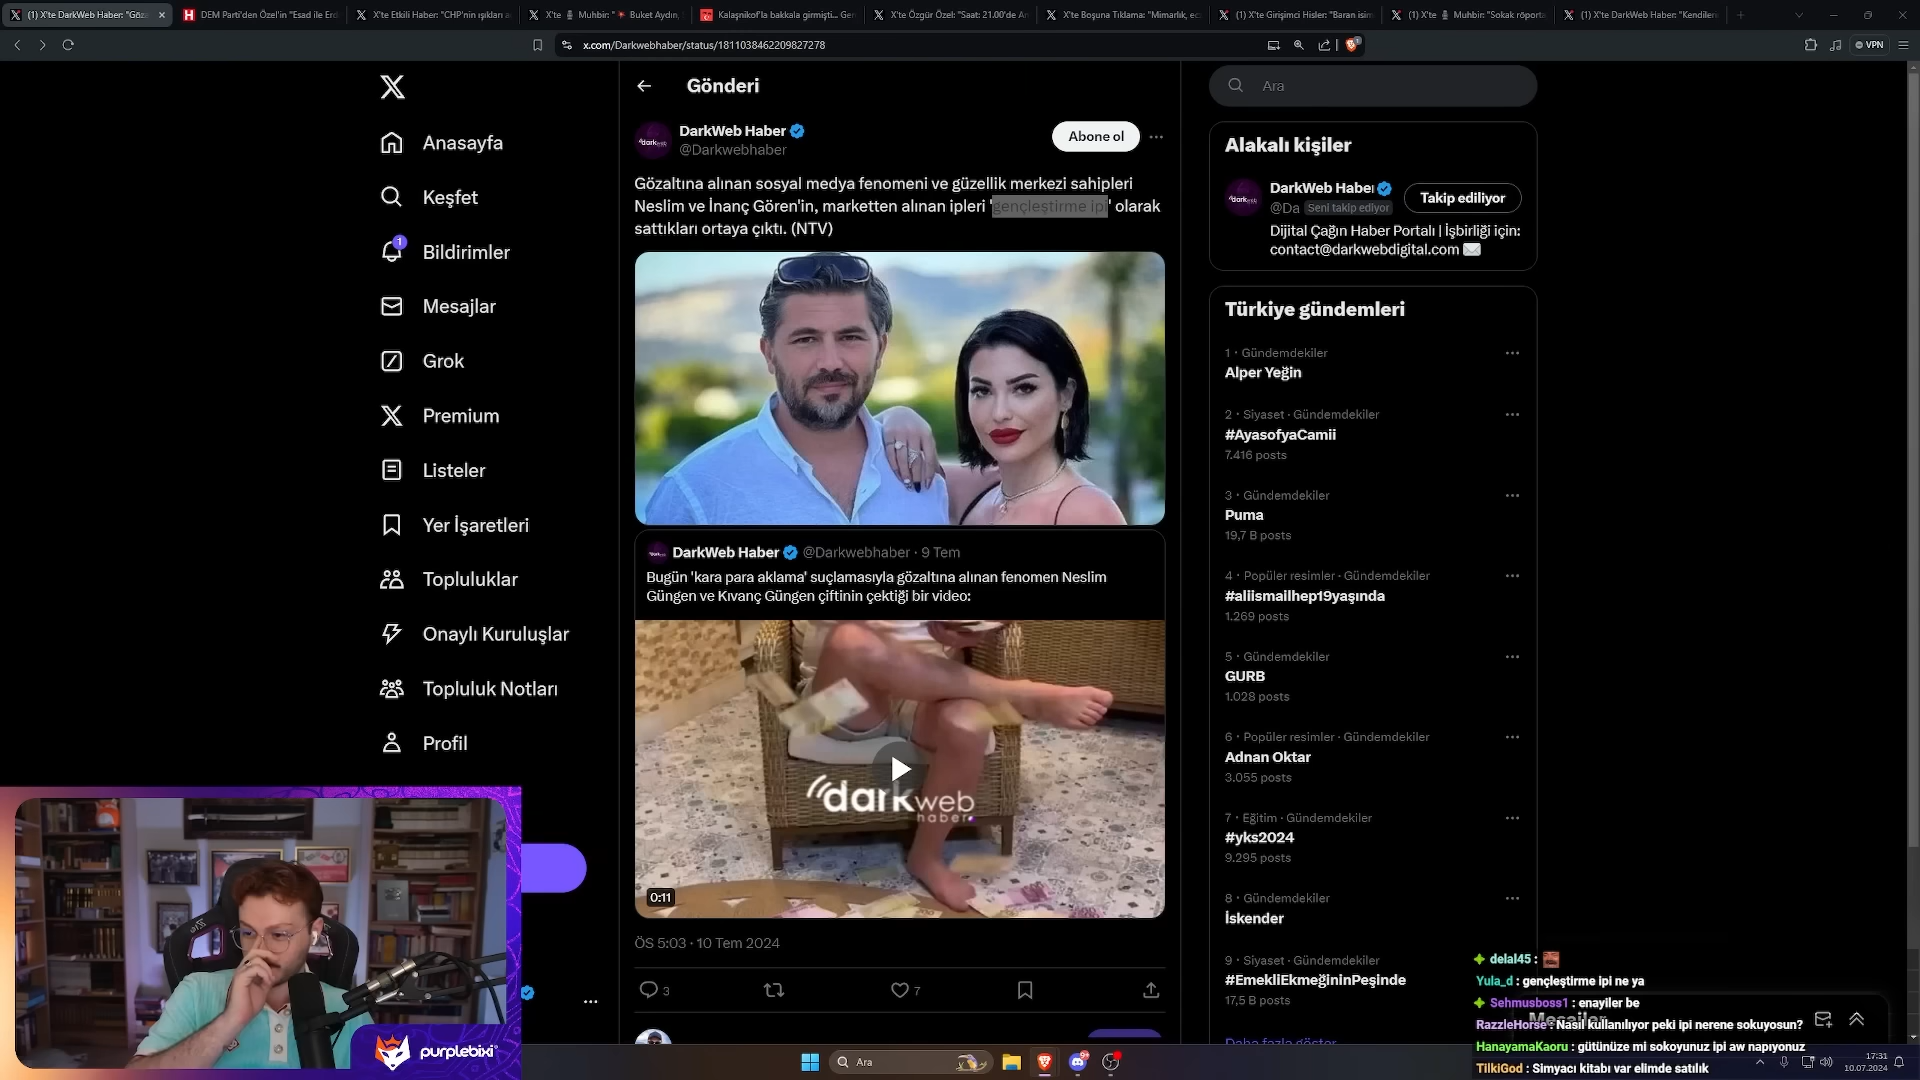 (1) X'te DarkWeb Haber: "Göza
DEM Parti'den Özel'in "Esad ile Erd
X'te Etkili Haber: "CHP'nin ışıkları a
X'te Muhbir: " Buket Aydın,
Kalaşnikof'la bakkala girmişti... Ger
X'te Özgür Özel: "Saat: 21.00'de Ar
X'te Boşuna Tıklama: "Mimarlık, ec
(1) X'te Girişimci Hisler: "Baran isim
(1) X'te Muhbir: "Sokak röporta
(1) X'te DarkWeb Haber: "Kendileri
x.com/Darkwebhaber/status/1811038462209827278
VPN
Anasayfa
Keşfet
1
Bildirimler
Mesajlar
Grok
Premium
Listeler
Yer İşaretleri
Topluluklar
Onaylı Kuruluşlar
Topluluk Notları
Profil
Gönderi
DarkWeb Haber
@Darkwebhaber
Abone ol
Gözaltına alınan sosyal medya fenomeni ve güzellik merkezi sahipleri
Neslim ve İnanç Gören'in, marketten alınan ipleri 'gençleştirme ipi' olarak
sattıkları ortaya çıktı. (NTV)
DarkWeb Haber @Darkwebhaber · 9 Tem
Bugün 'kara para aklama' suçlamasıyla gözaltına alınan fenomen Neslim
Güngen ve Kıvanç Güngen çiftinin çektiği bir video:
darkweb
haber
0:11
ÖS 5:03 · 10 Tem 2024
3
7
Ara
Alakalı kişiler
DarkWeb Haber
@Da Seni takip ediyor
Takip ediliyor
Dijital Çağın Haber Portalı | İşbirliği için:
contact@darkwebdigital.com
Türkiye gündemleri
1 · Gündemdekiler
Alper Yeğin
2 · Siyaset · Gündemdekiler
#AyasofyaCamii
7.416 posts
3 · Gündemdekiler
Puma
19,7 B posts
4 · Popüler resimler · Gündemdekiler
#aliismailhep19yaşında
1.269 posts
5 · Gündemdekiler
GURB
1.028 posts
6 · Popüler resimler · Gündemdekiler
Adnan Oktar
3.055 posts
7 · Eğitim · Gündemdekiler
#yks2024
9.295 posts
8 · Gündemdekiler
İskender
9 · Siyaset · Gündemdekiler
#EmekliEkmeğininPeşinde
17,5 B posts
Daha fazla göster
Mesajlar
delal45 :
Yula_d : gençleştirme ipi ne ya
Sehmusboss1 : enayiler be
RazzleHorse : Nasıl kullanılıyor peki ipi nerene sokuyosun?
HanayamaKaoru : götünüze mi sokoyunuz ipi aw napıyonuz
TilkiGod : Simyacı kitabı var elimde satılık
purplebixi
Ara
17:31
10.07.2024